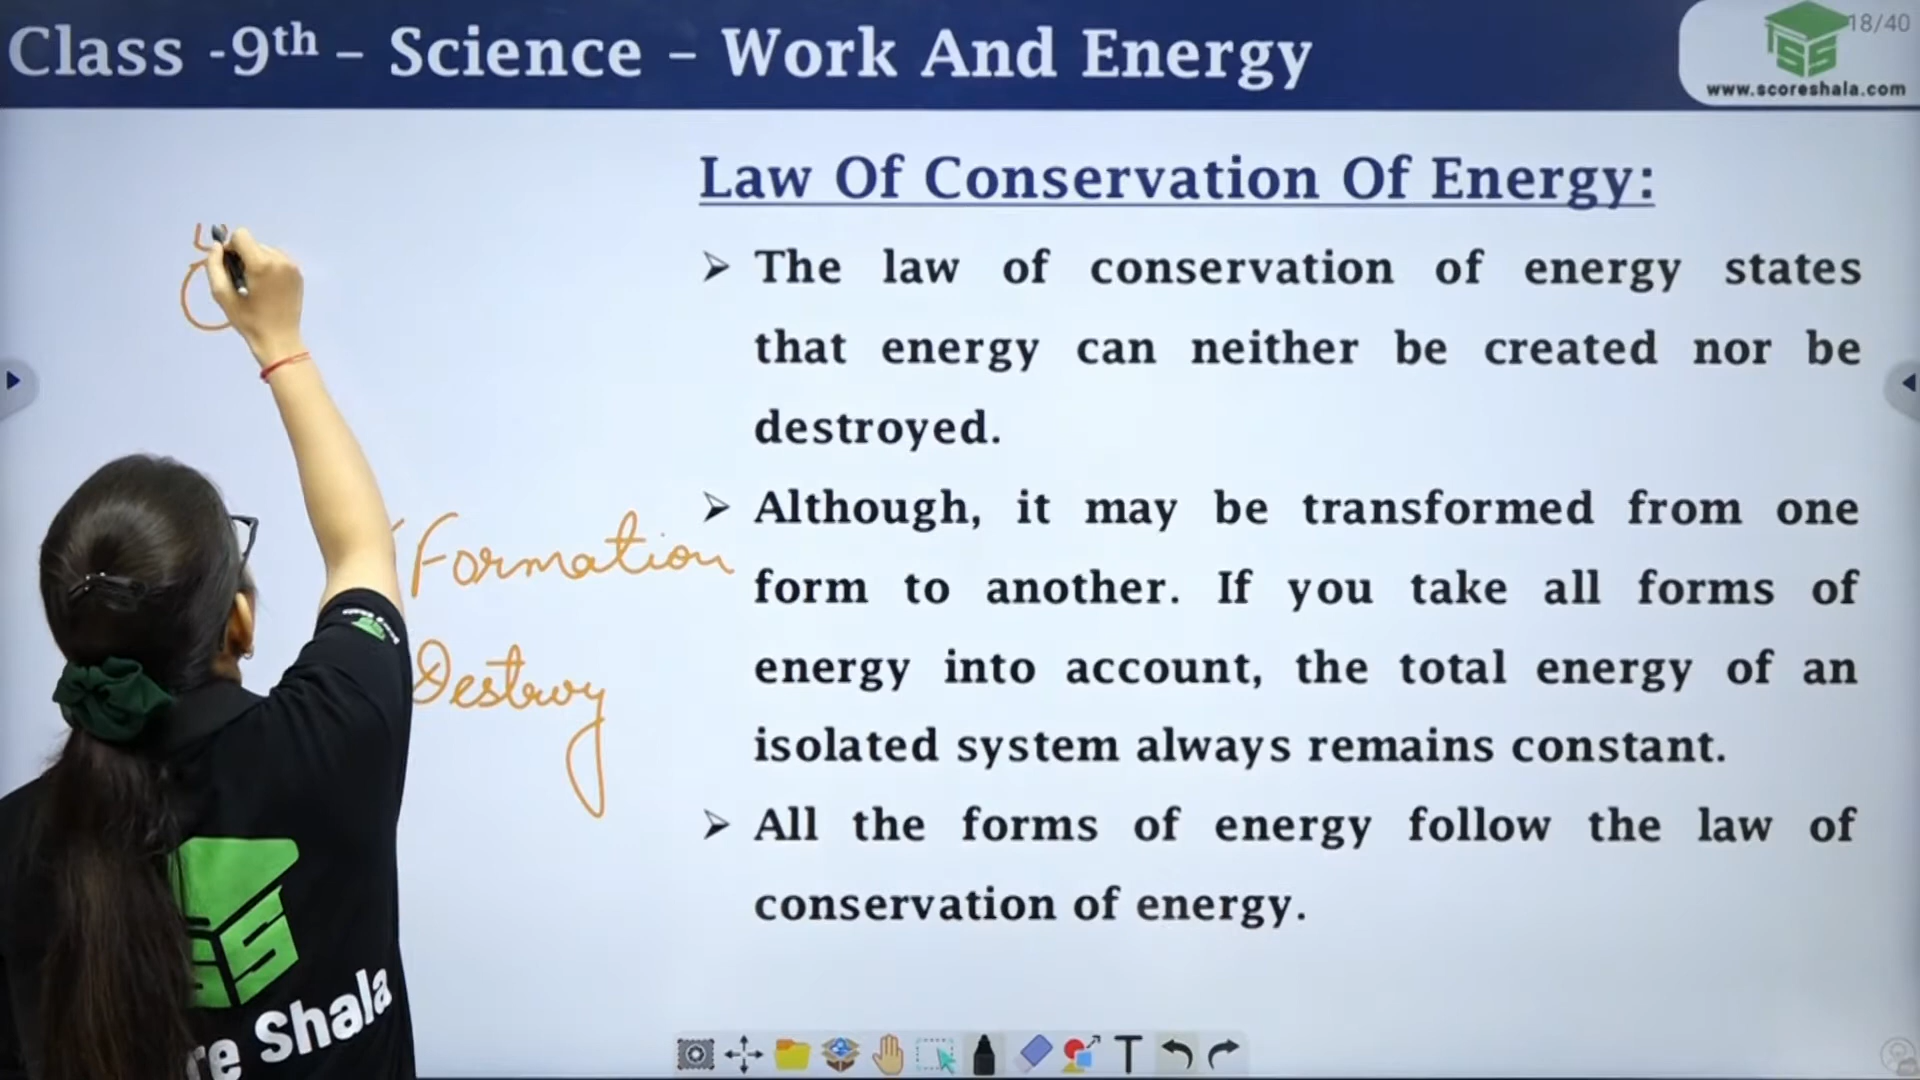 Class -9th – Science – Work And Energy
18/40
www.scoreshala.com
Law Of Conservation Of Energy:
➢ The law of conservation of energy states
that energy can neither be created nor be
destroyed.
➢ Although, it may be transformed from one
form to another. If you take all forms of
energy into account, the total energy of an
isolated system always remains constant.
➢ All the forms of energy follow the law of
conservation of energy.
Formation
Destroy
re Shala